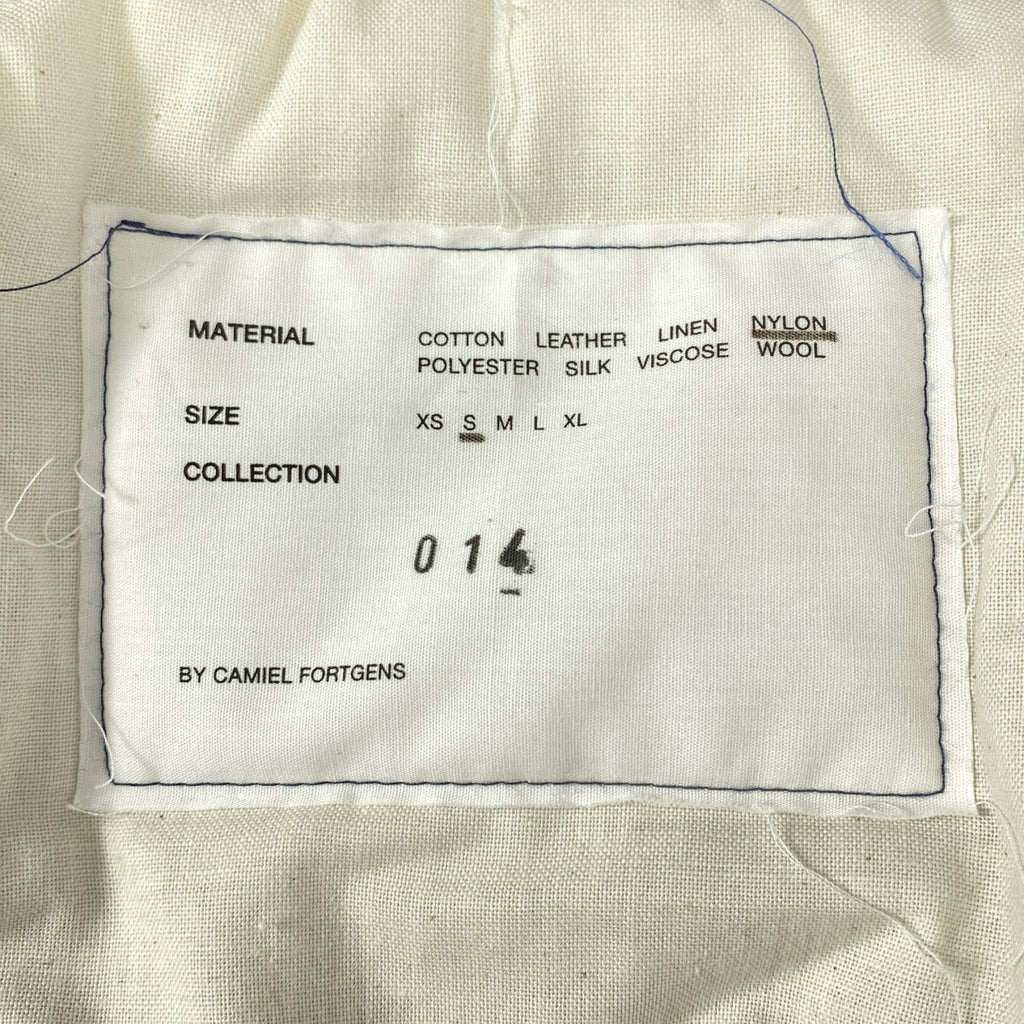 MATERIAL COTTON LEATHER LINEN NYLON
POLYESTER SILK VISCOSE WOOL
SIZE XS S M L XL
COLLECTION
014
BY CAMIEL FORTGENS